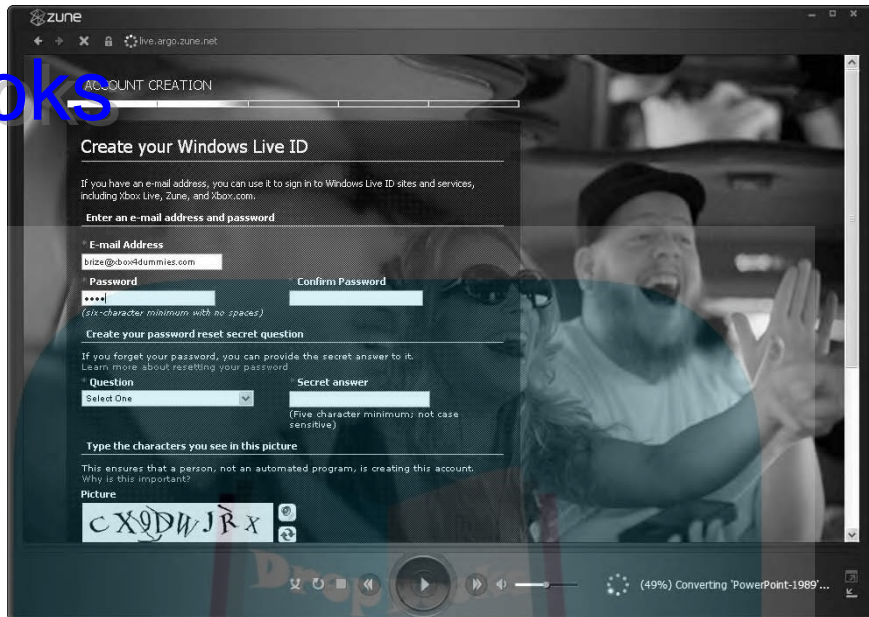 zune
live.argo.zune.net
oks
ACCOUNT CREATION
Create your Windows Live ID
If you have an e-mail address, you can use it to sign in to Windows Live ID sites and services,
including Xbox Live, Zune, and Xbox.com.
Enter an e-mail address and password
* E-mail Address
brize@xbox4dummies.com
* Password * Confirm Password
••••
(six-character minimum with no spaces)
Create your password reset secret question
If you forget your password, you can provide the secret answer to it.
Learn more about resetting your password
* Question * Secret answer
Select One
(Five character minimum; not case
sensitive)
Type the characters you see in this picture
This ensures that a person, not an automated program, is creating this account.
Why is this important?
Picture
(49%) Converting 'PowerPoint-1989'...